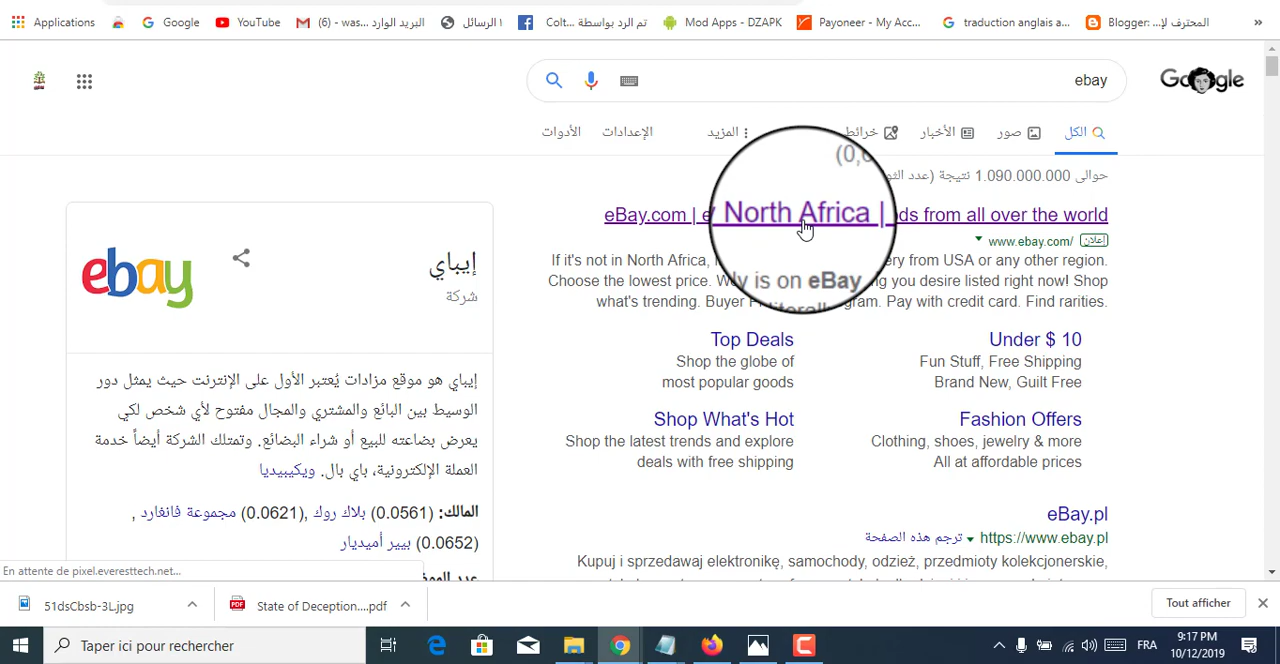 Applications
Google
YouTube
البريد الوارد (6) - was...
الرسائل ١
تم الرد بواسطة Colt...
Mod Apps - DZAPK
Payoneer - My Acc...
traduction anglais a...
المحترف لإ... :Blogger
»
ebay
Google
الكل
صور
الأخبار
خرائط
المزيد
الإعدادات
الأدوات
حوالى 1.090.000.000 نتيجة (عدد الثو
(0,6
eBay.com | e
North Africa |
ds from all over the world
www.ebay.com/
إعلان
If it's not in North Africa,
ery from USA or any other region.
Choose the lowest price. W
ly is on eBay
ng you desire listed right now! Shop
what's trending. Buyer P
literally
gram. Pay with credit card. Find rarities.
Top Deals
Shop the globe of
most popular goods
Under $ 10
Fun Stuff, Free Shipping
Brand New, Guilt Free
Shop What's Hot
Shop the latest trends and explore
deals with free shipping
Fashion Offers
Clothing, shoes, jewelry & more
All at affordable prices
eBay.pl
https://www.ebay.pl
ترجم هذه الصفحة
Kupuj i sprzedawaj elektronikę, samochody, odzież, przedmioty kolekcjonerskie,
ebay
إيباي
شركة
إيباي هو موقع مزادات يُعتبر الأول على الإنترنت حيث يمثل دور
الوسيط بين البائع والمشتري والمجال مفتوح لأي شخص لكي
يعرض بضاعته للبيع أو شراء البضائع. وتمتلك الشركة أيضاً خدمة
العملة الإلكترونية، باي بال. ويكيبيديا
المالك: بلاك روك (0.0561), مجموعة فانغارد (0.0621) ,
بيير أميديار (0.0652)
En attente de pixel.everesttech.net...
51dsCbsb-3L.jpg
State of Deception....pdf
Tout afficher
Taper ici pour rechercher
FRA
9:17 PM
10/12/2019